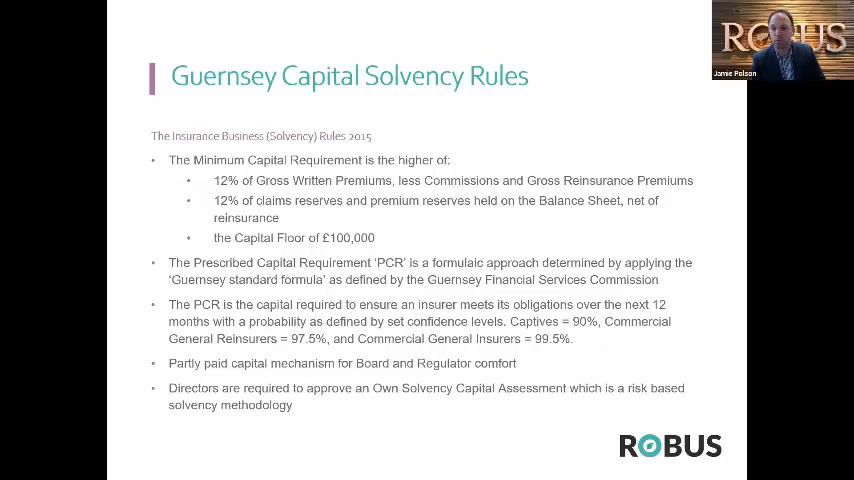 ROBUS
Jamie Polson
Guernsey Capital Solvency Rules
The Insurance Business (Solvency) Rules 2015
• The Minimum Capital Requirement is the higher of:
• 12% of Gross Written Premiums, less Commissions and Gross Reinsurance Premiums
• 12% of claims reserves and premium reserves held on the Balance Sheet, net of
reinsurance
• the Capital Floor of £100,000
• The Prescribed Capital Requirement ‘PCR’ is a formulaic approach determined by applying the
‘Guernsey standard formula’ as defined by the Guernsey Financial Services Commission
• The PCR is the capital required to ensure an insurer meets its obligations over the next 12
months with a probability as defined by set confidence levels. Captives = 90%, Commercial
General Reinsurers = 97.5%, and Commercial General Insurers = 99.5%.
• Partly paid capital mechanism for Board and Regulator comfort
• Directors are required to approve an Own Solvency Capital Assessment which is a risk based
solvency methodology
ROBUS